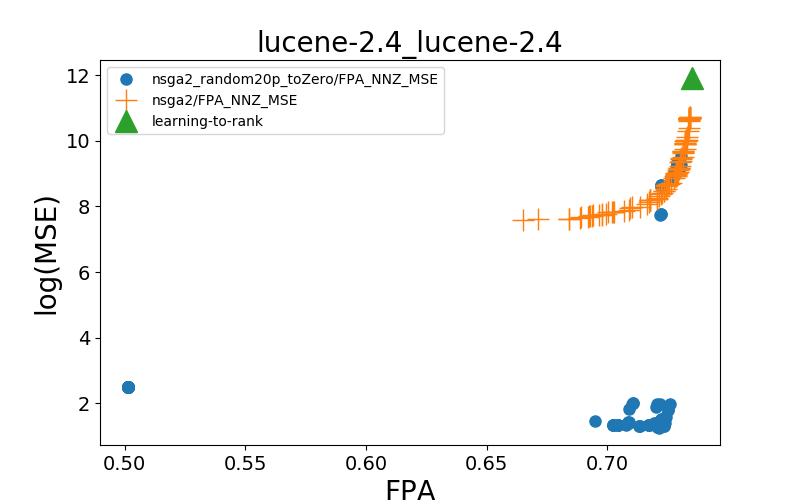 lucene-2.4_lucene-2.4
nsga2_random20p_toZero/FPA_NNZ_MSE
nsga2/FPA_NNZ_MSE
learning-to-rank
log(MSE)
12
10
8
6
4
2
0.50 0.55 0.60 0.65 0.70
FPA